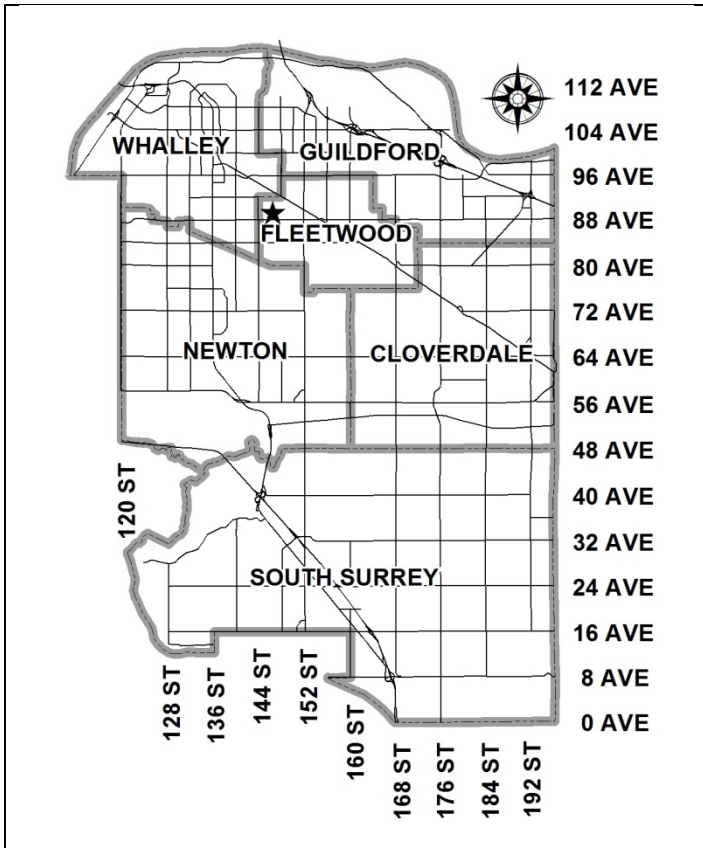 112 AVE
104 AVE
WHALLEY
GUILDFORD
96 AVE
88 AVE
FLEETWOOD
80 AVE
72 AVE
NEWTON
CLOVERDALE
64 AVE
56 AVE
48 AVE
120 ST
40 AVE
32 AVE
SOUTH SURREY
24 AVE
16 AVE
128 ST
136 ST
144 ST
152 ST
160 ST
8 AVE
0 AVE
168 ST
176 ST
184 ST
192 ST